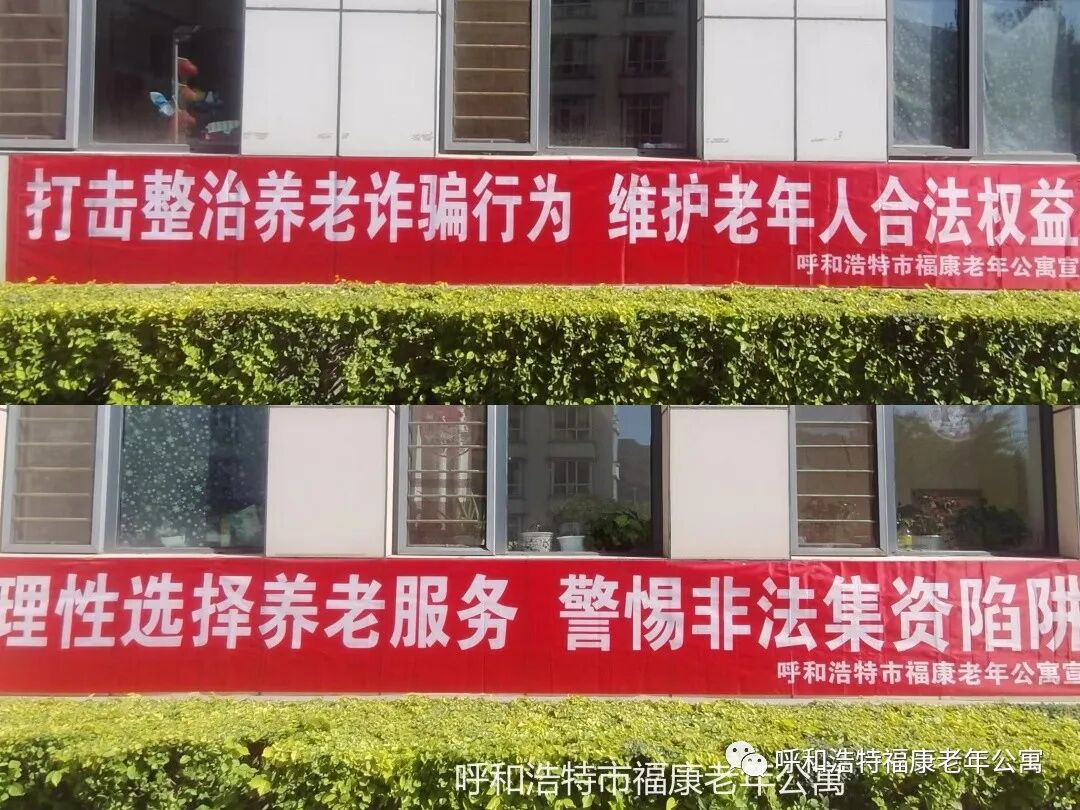 打击整治养老诈骗行为 维护老年人合法权益
呼和浩特市福康老年公寓宣
理性选择养老服务 警惕非法集资陷阱
呼和浩特市福康老年公寓宣
呼和浩特市福康老年公寓
呼和浩特福康老年公寓